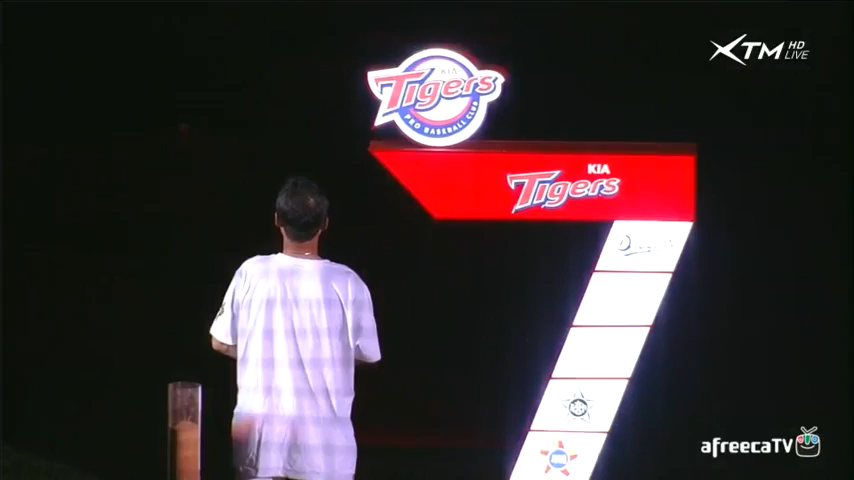 XTM HD LIVE
KIA
Tigers
PRO BASEBALL CLUB
KIA
Tigers
afreecaTV